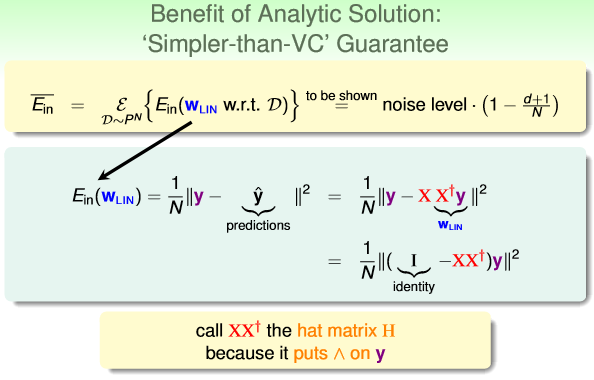 Benefit of Analytic Solution:
‘Simpler-than-VC’ Guarantee
$\overline{E_{\text{in}}} = \underset{\mathcal{D}\sim P^N}{\mathcal{E}} \left\{ E_{\text{in}}(\mathbf{w}_{\text{LIN}} \text{ w.r.t. } \mathcal{D}) \right\} \overset{\text{to be shown}}{=} \text{noise level} \cdot \left(1 - \frac{d+1}{N}\right)$
$E_{\text{in}}(\mathbf{w}_{\text{LIN}}) = \frac{1}{N} \| \mathbf{y} - \underbrace{\hat{\mathbf{y}}}_{\text{predictions}} \|^2 = \frac{1}{N} \| \mathbf{y} - \mathrm{X} \underbrace{\mathrm{X}^{\dagger} \mathbf{y}}_{\mathbf{w}_{\text{LIN}}} \|^2$
$= \frac{1}{N} \| ( \underbrace{\mathrm{I}}_{\text{identity}} - \mathrm{X}\mathrm{X}^{\dagger} ) \mathbf{y} \|^2$
call $\mathrm{X}\mathrm{X}^{\dagger}$ the hat matrix H
because it puts ∧ on y